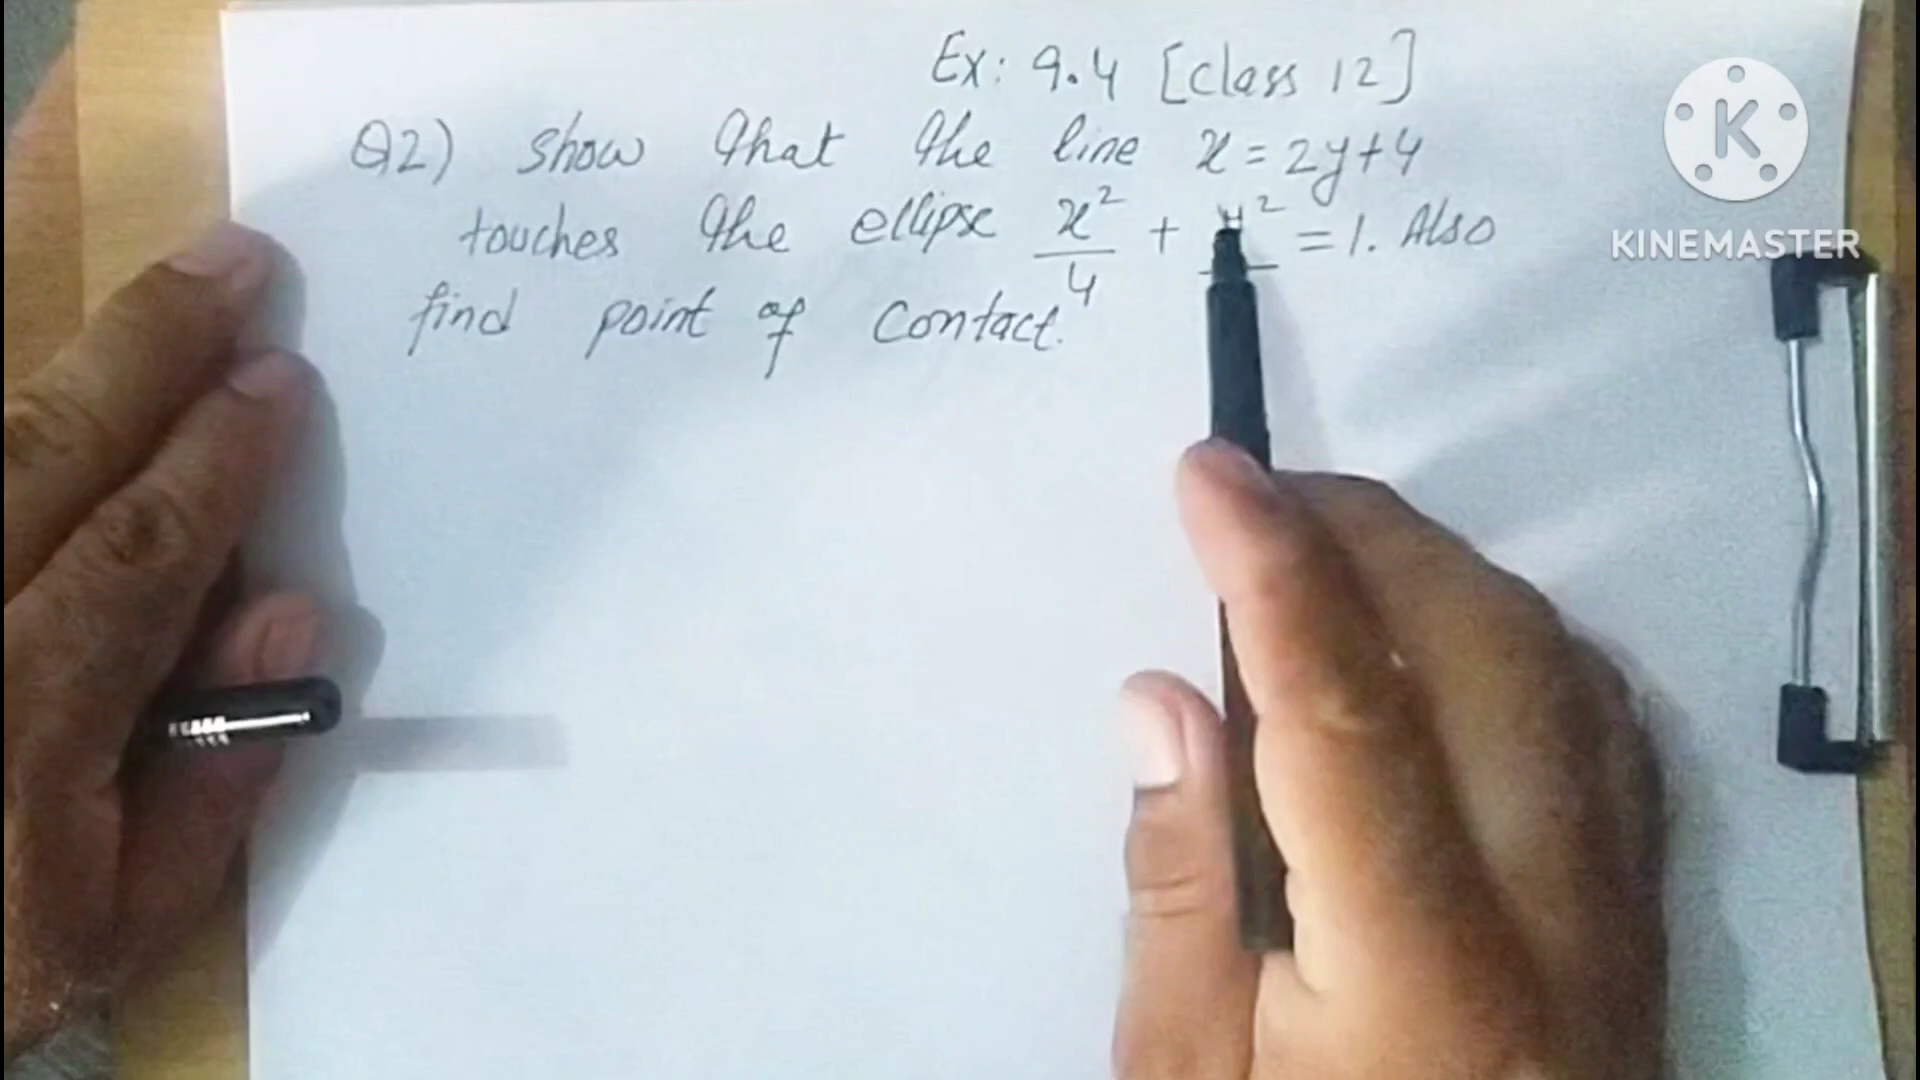 Ex: 9.4 [Class 12]
Q2) show that the line x = 2y+4
touches the ellipse x²/4 + y²/ = 1. Also
find point of contact.
K
KINEMASTER